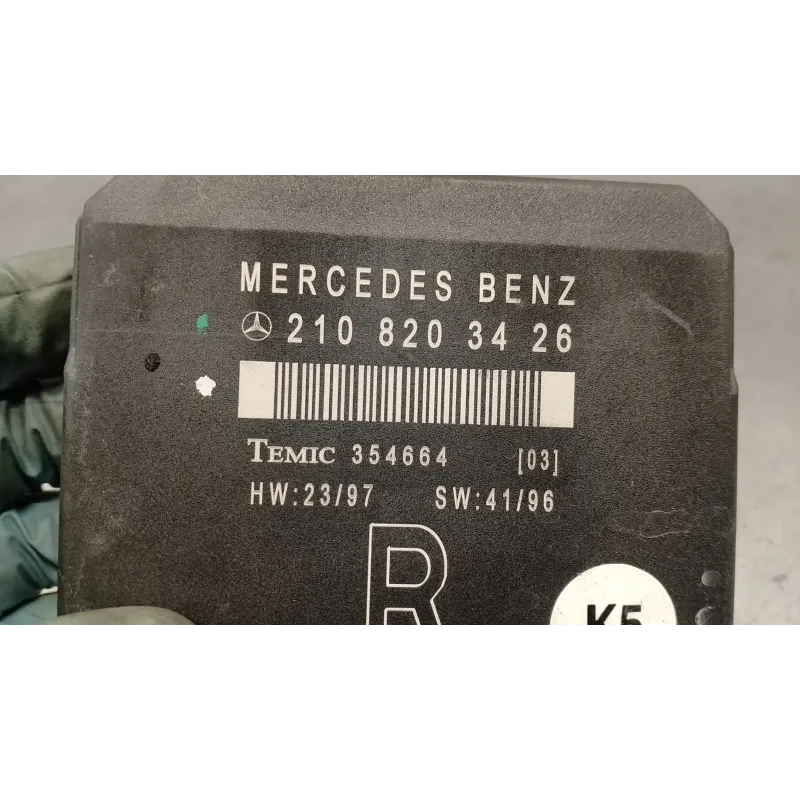 MERCEDES BENZ
210 820 34 26
TEMIC 354664 [03]
HW:23/97 SW:41/96
R
K5